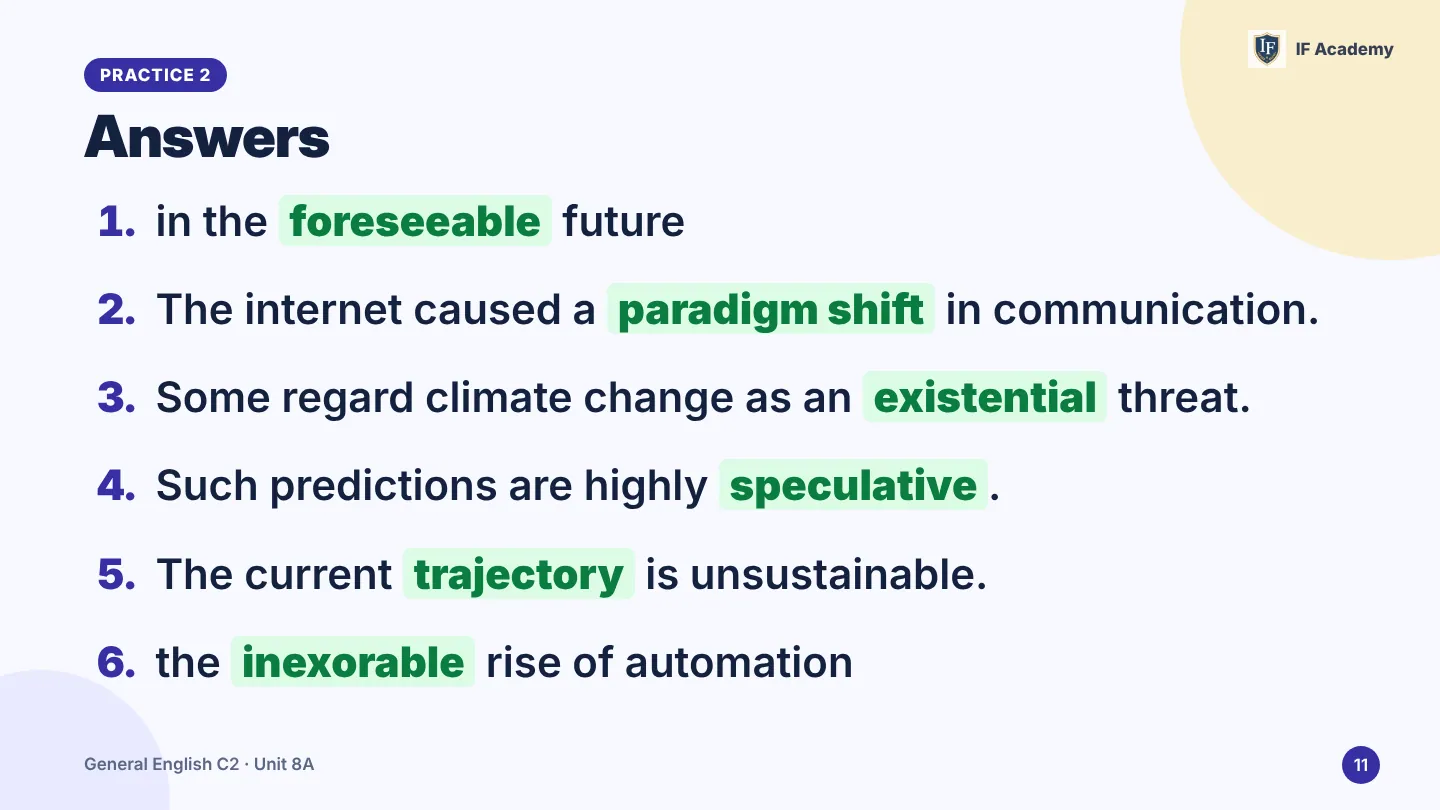 IF IF Academy
PRACTICE 2
Answers
1. in the foreseeable future
2. The internet caused a paradigm shift in communication.
3. Some regard climate change as an existential threat.
4. Such predictions are highly speculative.
5. The current trajectory is unsustainable.
6. the inexorable rise of automation
General English C2 · Unit 8A
11